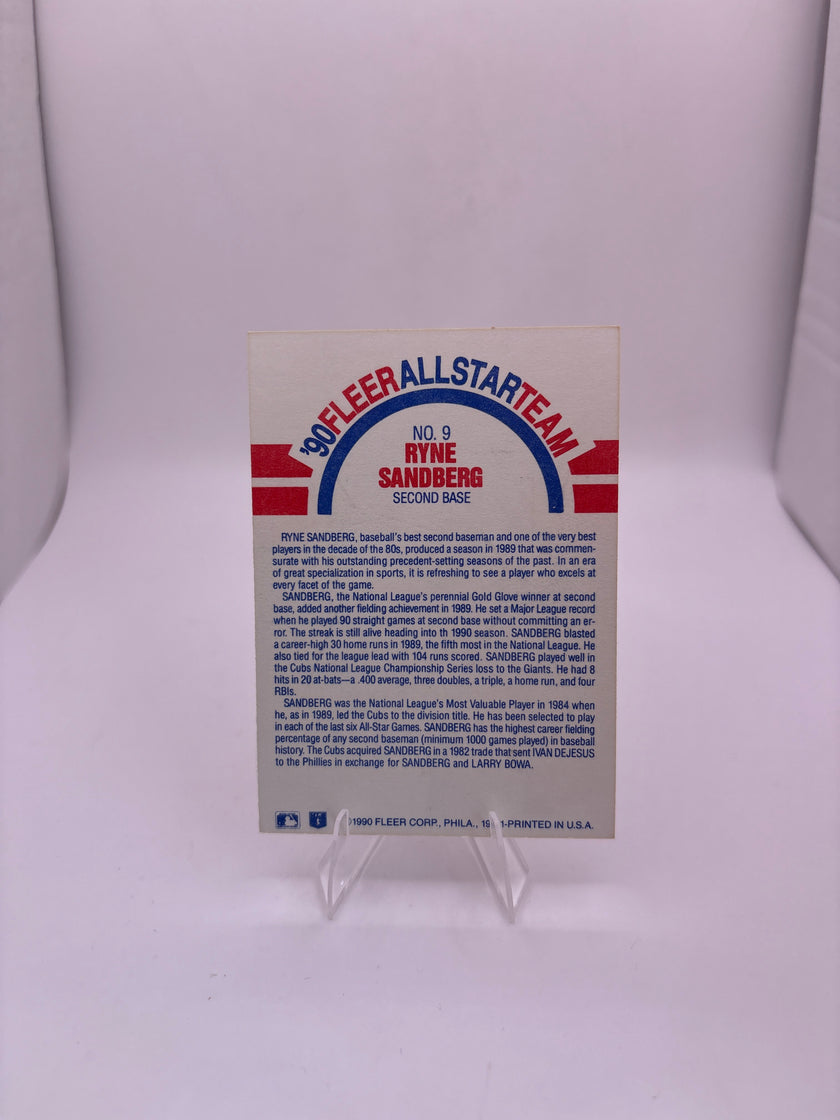 '90 FLEER ALL STAR TEAM
NO. 9
RYNE
SANDBERG
SECOND BASE
RYNE SANDBERG, baseball's best second baseman and one of the very best
players in the decade of the 80s, produced a season in 1989 that was commen-
surate with his outstanding precedent-setting seasons of the past. In an era
of great specialization in sports, it is refreshing to see a player who excels at
every facet of the game.
SANDBERG, the National League's perennial Gold Glove winner at second
base, added another fielding achievement in 1989. He set a Major League record
when he played 90 straight games at second base without committing an er-
ror. The streak is still alive heading into th 1990 season. SANDBERG blasted
a career-high 30 home runs in 1989, the fifth most in the National League. He
also tied for the league lead with 104 runs scored. SANDBERG played well in
the Cubs National League Championship Series loss to the Giants. He had 8
hits in 20 at-bats—a .400 average, three doubles, a triple, a home run, and four
RBIs.
SANDBERG was the National League's Most Valuable Player in 1984 when
he, as in 1989, led the Cubs to the division title. He has been selected to play
in each of the last six All-Star Games. SANDBERG has the highest career fielding
percentage of any second baseman (minimum 1000 games played) in baseball
history. The Cubs acquired SANDBERG in a 1982 trade that sent IVAN DEJESUS
to the Phillies in exchange for SANDBERG and LARRY BOWA.
©1990 FLEER CORP., PHILA., -PRINTED IN U.S.A.